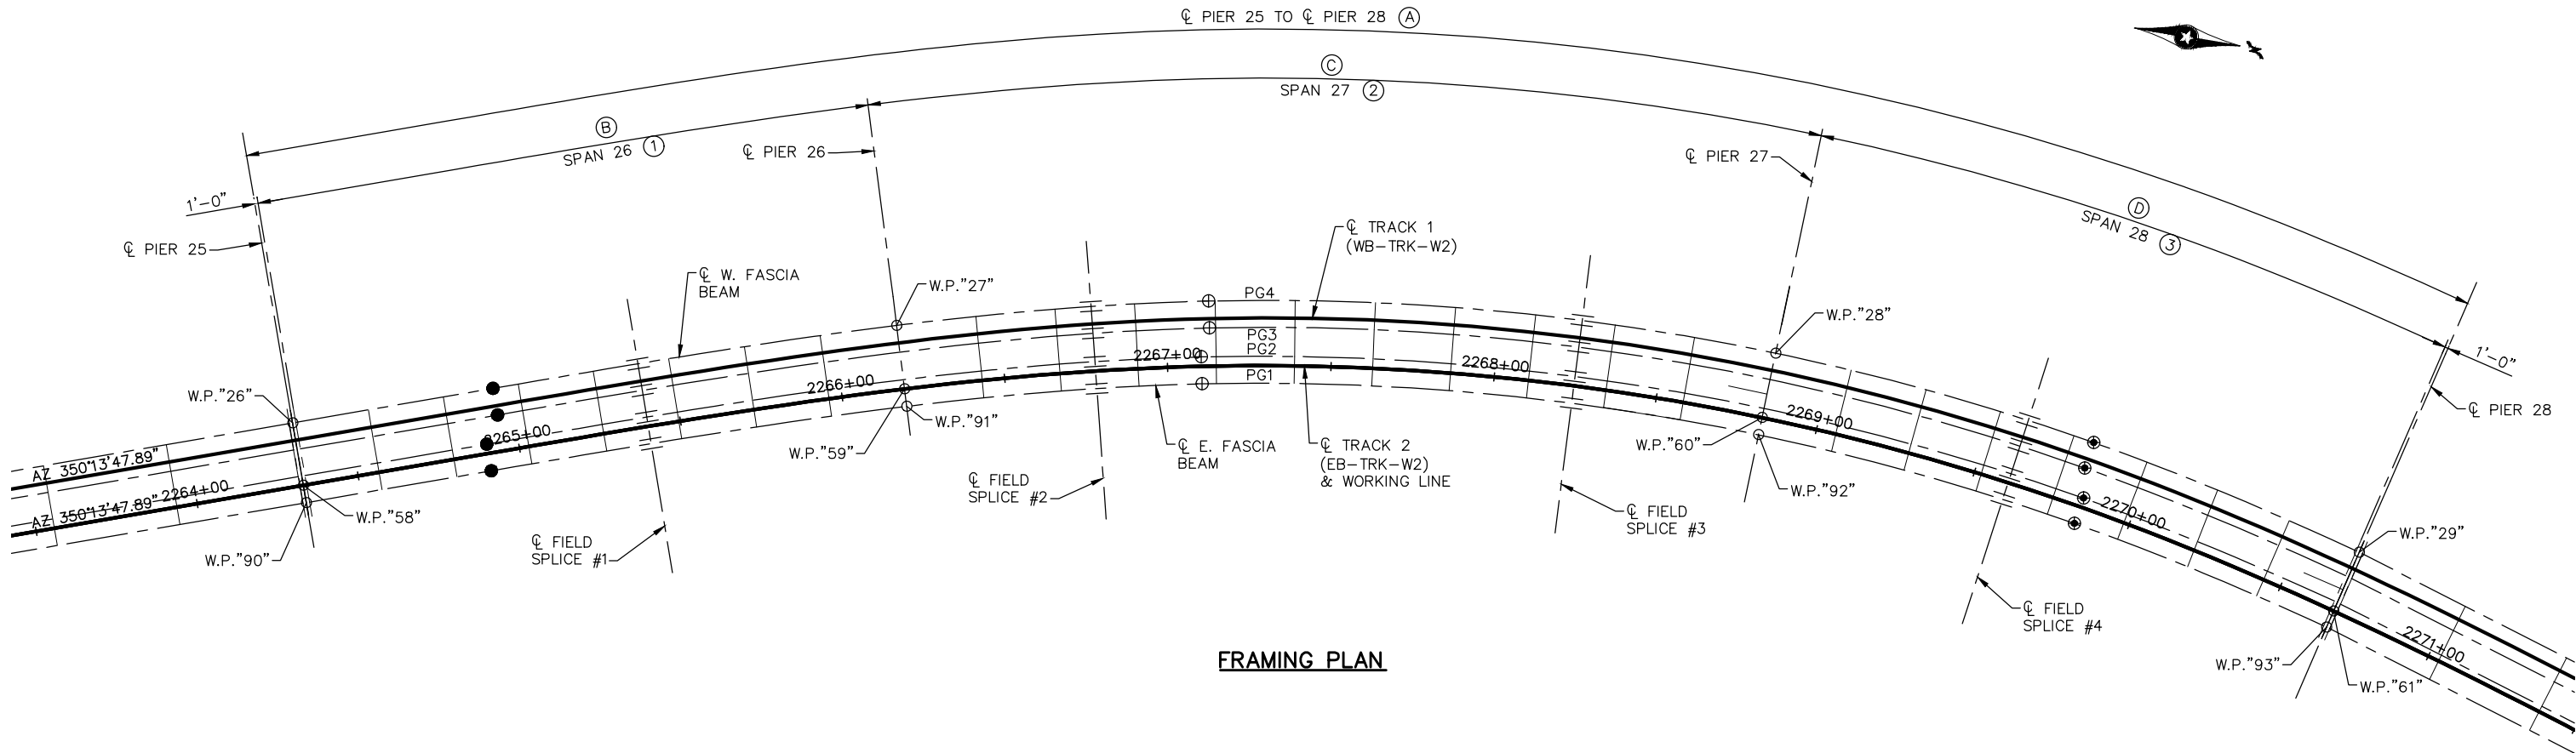 ℄ PIER 25 TO ℄ PIER 28 Ⓐ
Ⓒ
SPAN 27 ②
Ⓑ
SPAN 26 ①
℄ PIER 26
℄ PIER 27
Ⓓ
SPAN 28 ③
1'-0"
℄ PIER 25
℄ TRACK 1
(WB-TRK-W2)
℄ W. FASCIA
BEAM
W.P."27"
PG4
PG3
PG2
PG1
W.P."28"
1'-0"
W.P."26"
2266+00
2267+00
2268+00
2269+00
℄ PIER 28
W.P."91"
W.P."59"
℄ E. FASCIA
BEAM
℄ TRACK 2
(EB-TRK-W2)
& WORKING LINE
W.P."60"
W.P."92"
2265+00
AZ 350°13'47.89"
2264+00
AZ 350°13'47.89"
W.P."58"
W.P."90"
℄ FIELD
SPLICE #1
℄ FIELD
SPLICE #2
℄ FIELD
SPLICE #3
2270+00
W.P."29"
℄ FIELD
SPLICE #4
2271+00
W.P."93"
W.P."61"
FRAMING PLAN